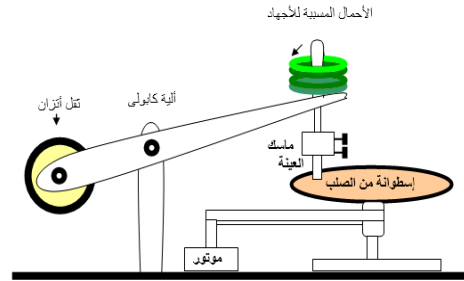 الأحمال المسببة للأجهاد
ألية كابولى
ثقل أتزان
ماسك
العينة
إسطوانة من الصلب
موتور